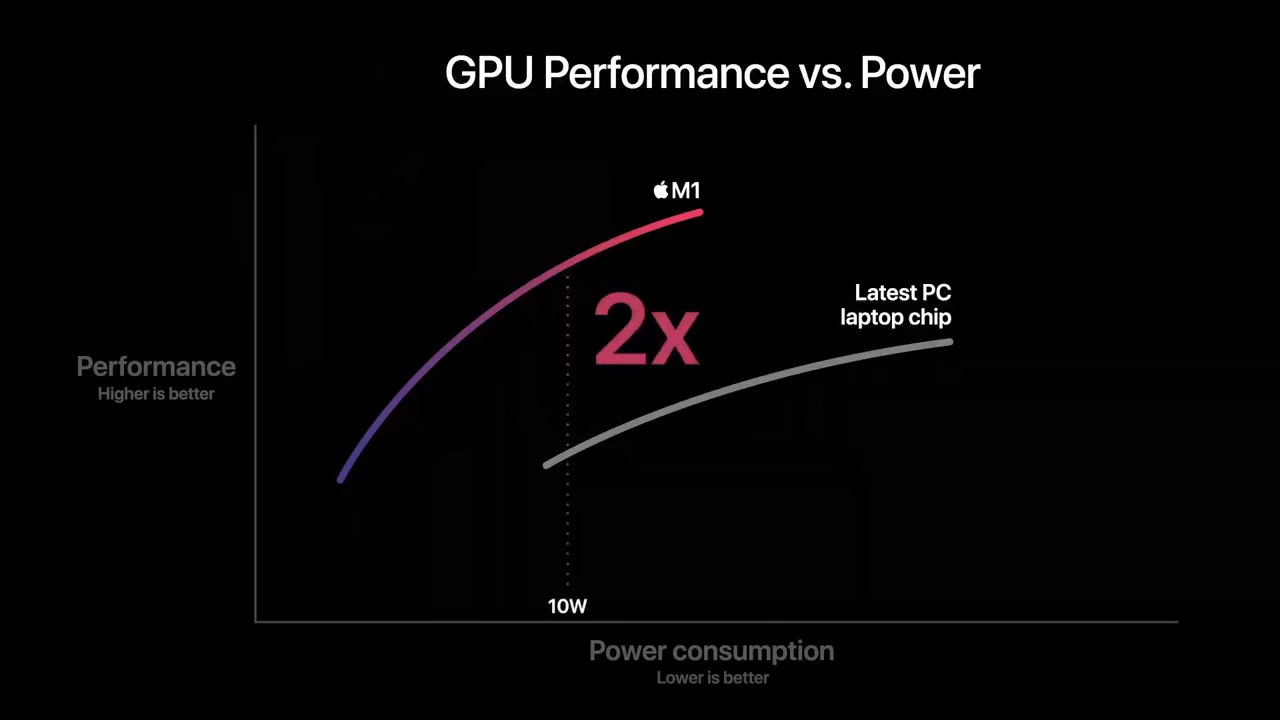 GPU Performance vs. Power
M1
Latest PC
laptop chip
2x
Performance
Higher is better
10W
Power consumption
Lower is better